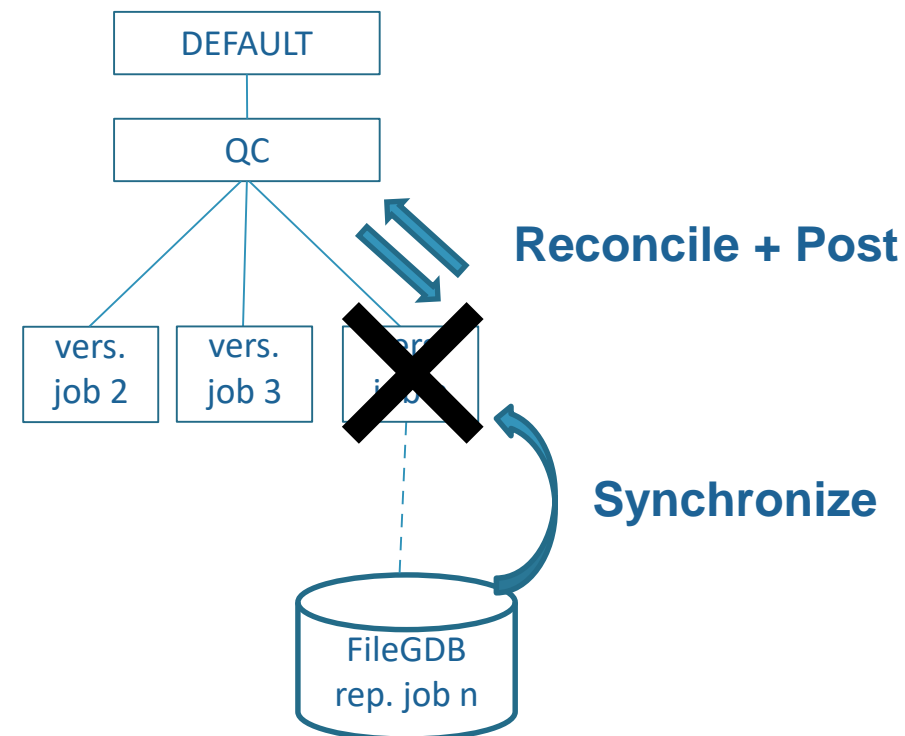 DEFAULT
QC
Reconcile + Post
vers.
job 2
vers.
job 3
Synchronize
FileGDB
rep. job n